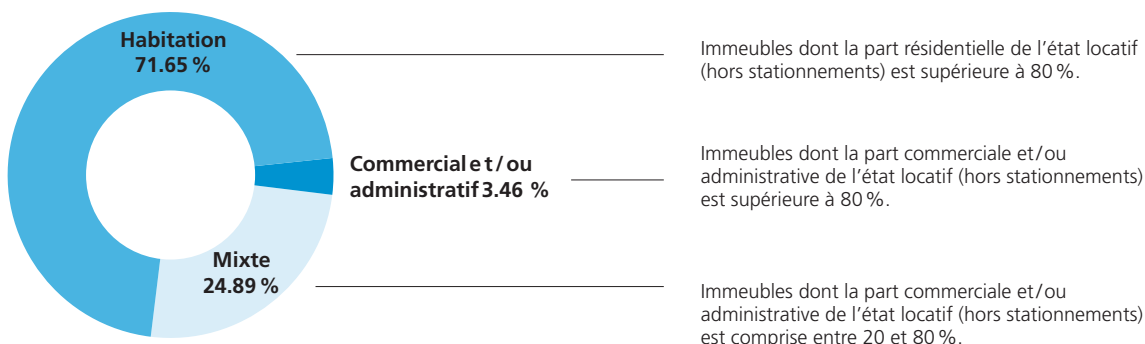 Habitation
71.65 %
Immeubles dont la part résidentielle de l'état locatif
(hors stationnements) est supérieure à 80 %.
Commercial et/ou
administratif 3.46 %
Immeubles dont la part commerciale et/ou
administrative de l'état locatif (hors stationnements)
est supérieure à 80 %.
Mixte
24.89 %
Immeubles dont la part commerciale et/ou
administrative de l'état locatif (hors stationnements)
est comprise entre 20 et 80 %.